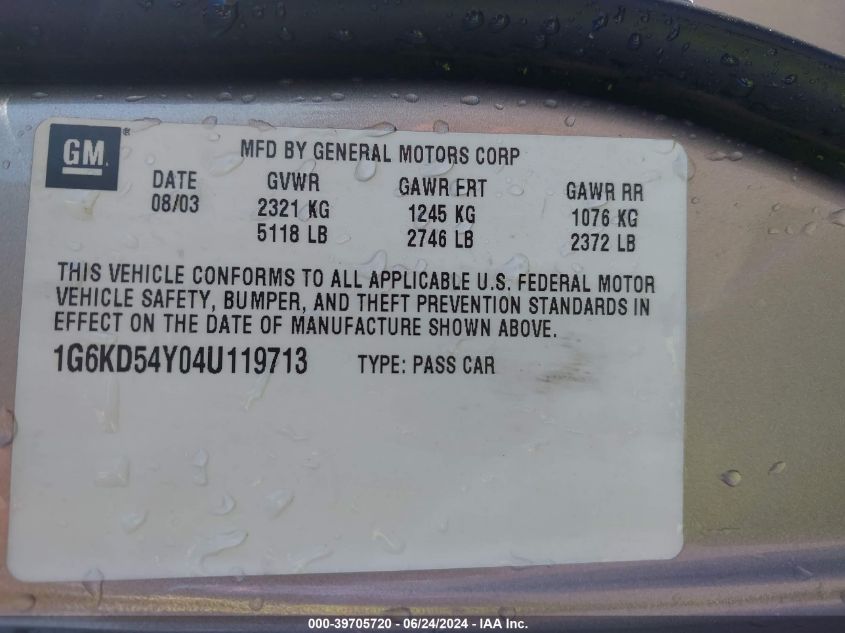 GM ®
MFD BY GENERAL MOTORS CORP
DATE GVWR GAWR FRT GAWR RR
08/03 2321 KG 1245 KG 1076 KG
5118 LB 2746 LB 2372 LB
THIS VEHICLE CONFORMS TO ALL APPLICABLE U.S. FEDERAL MOTOR
VEHICLE SAFETY, BUMPER, AND THEFT PREVENTION STANDARDS IN
EFFECT ON THE DATE OF MANUFACTURE SHOWN ABOVE.
1G6KD54Y04U119713 TYPE: PASS CAR
000-39705720 - 06/24/2024 - IAA Inc.